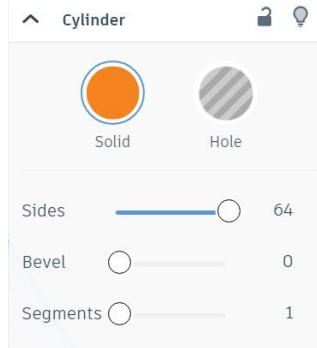 Cylinder
Solid Hole
Sides 64
Bevel 0
Segments 1